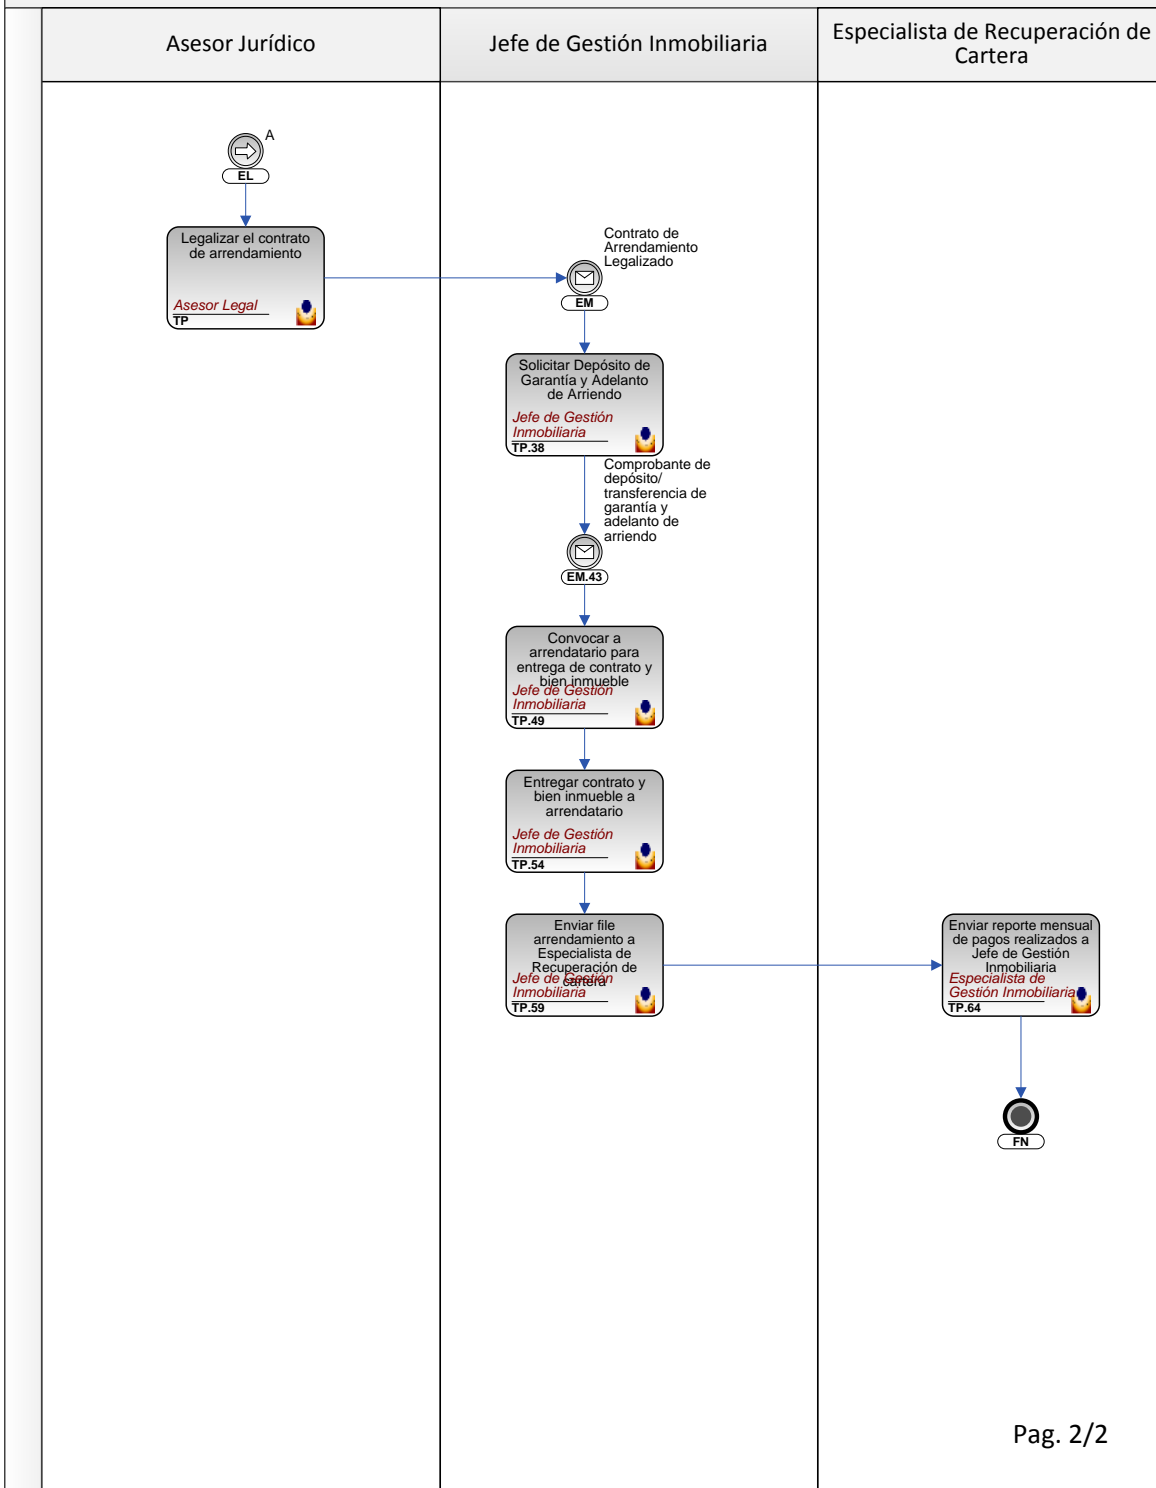 Asesor Jurídico
Jefe de Gestión Inmobiliaria
Especialista de Recuperación de
Cartera
A
EL
Legalizar el contrato
de arrendamiento
Asesor Legal
TP
Contrato de
Arrendamiento
Legalizado
EM
Solicitar Depósito de
Garantía y Adelanto
de Arriendo
Jefe de Gestión
Inmobiliaria
TP.38
Comprobante de
depósito/
transferencia de
garantía y
adelanto de
arriendo
EM.43
Convocar a
arrendatario para
entrega de contrato y
bien inmueble
Jefe de Gestión
Inmobiliaria
TP.49
Entregar contrato y
bien inmueble a
arrendatario
Jefe de Gestión
Inmobiliaria
TP.54
Enviar file
arrendamiento a
Especialista de
Recuperación de
cartera
Jefe de Gestión
Inmobiliaria
TP.59
Enviar reporte mensual
de pagos realizados a
Jefe de Gestión
Inmobiliaria
Especialista de
Gestión Inmobiliaria
TP.64
FN
Pag. 2/2